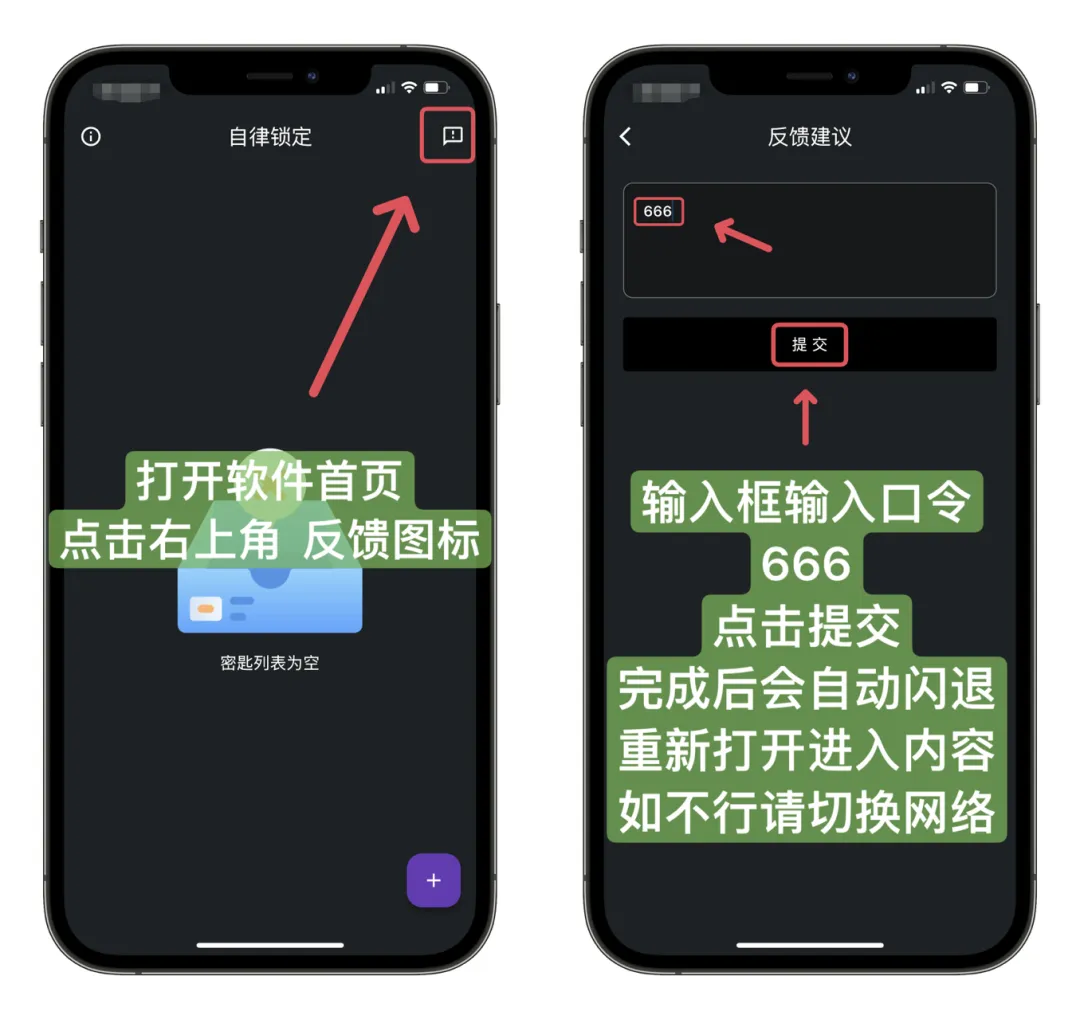 自律锁定
打开软件首页
点击右上角 反馈图标
密匙列表为空
+
反馈建议
666
提交
输入框输入口令
666
点击提交
完成后会自动闪退
重新打开进入内容
如不行请切换网络